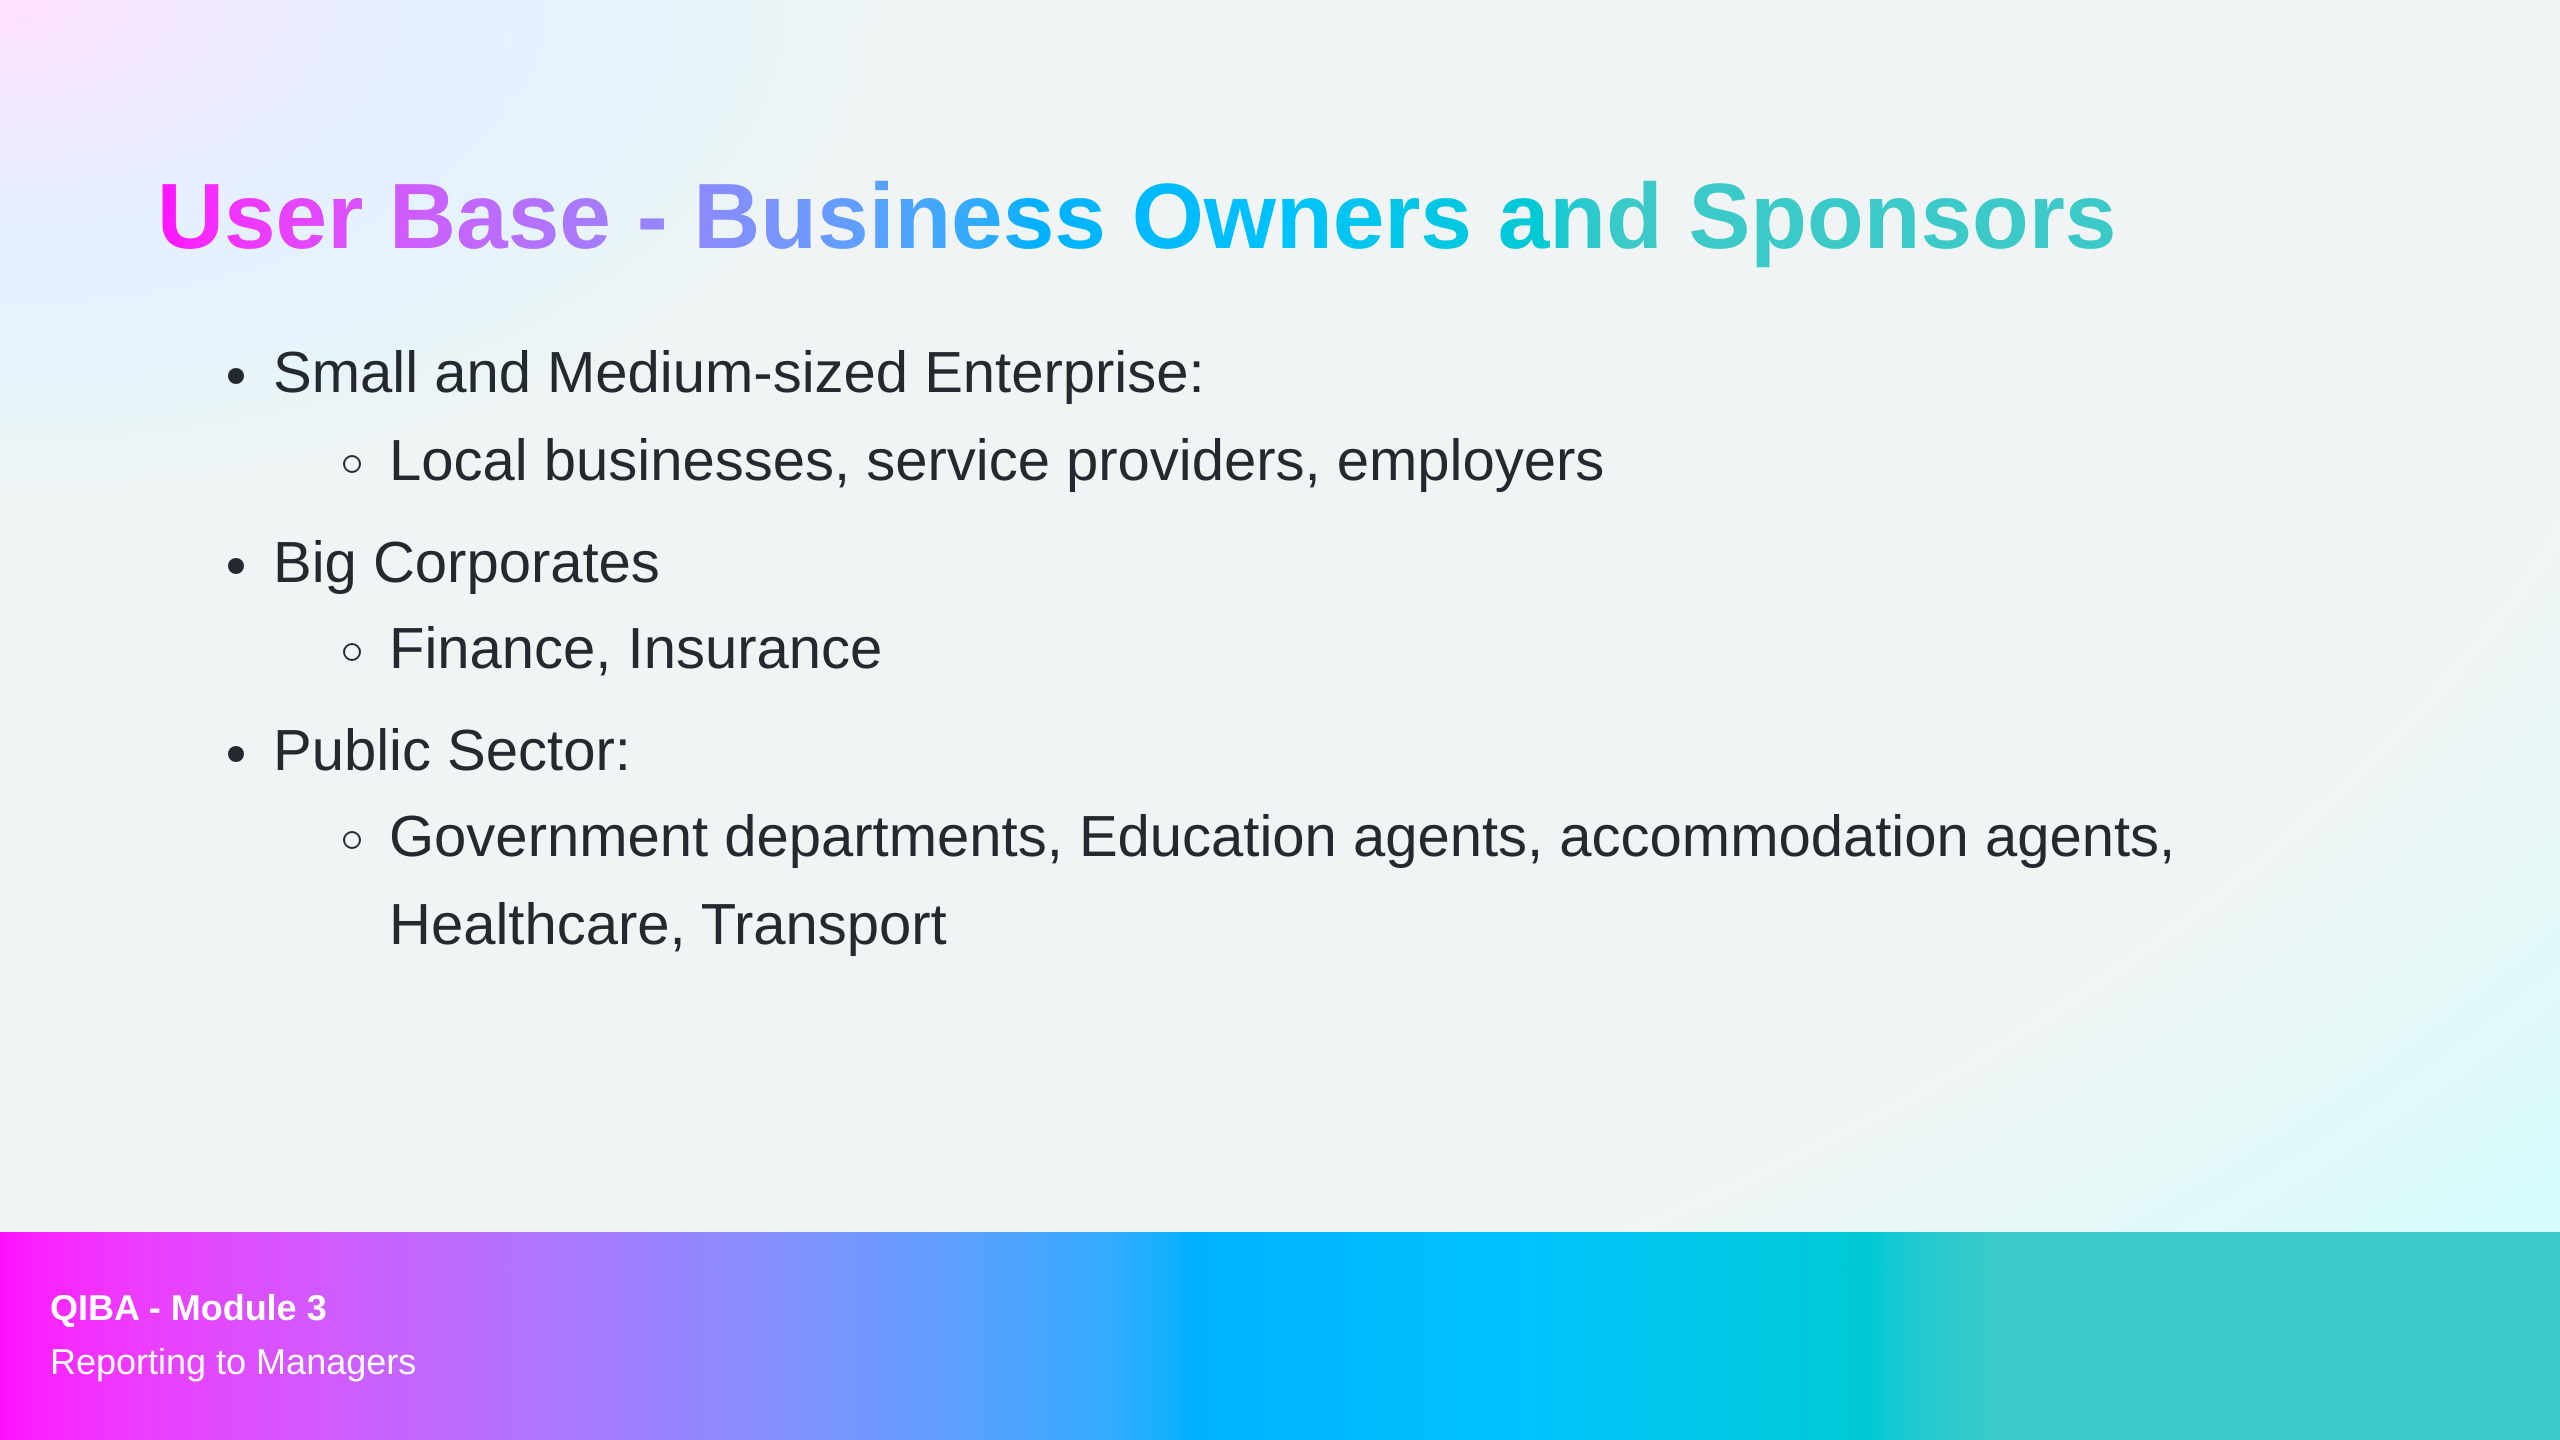 User Base - Business Owners and Sponsors
Small and Medium-sized Enterprise:
Local businesses, service providers, employers
Big Corporates
Finance, Insurance
Public Sector:
Government departments, Education agents, accommodation agents,
Healthcare, Transport
QIBA - Module 3
Reporting to Managers